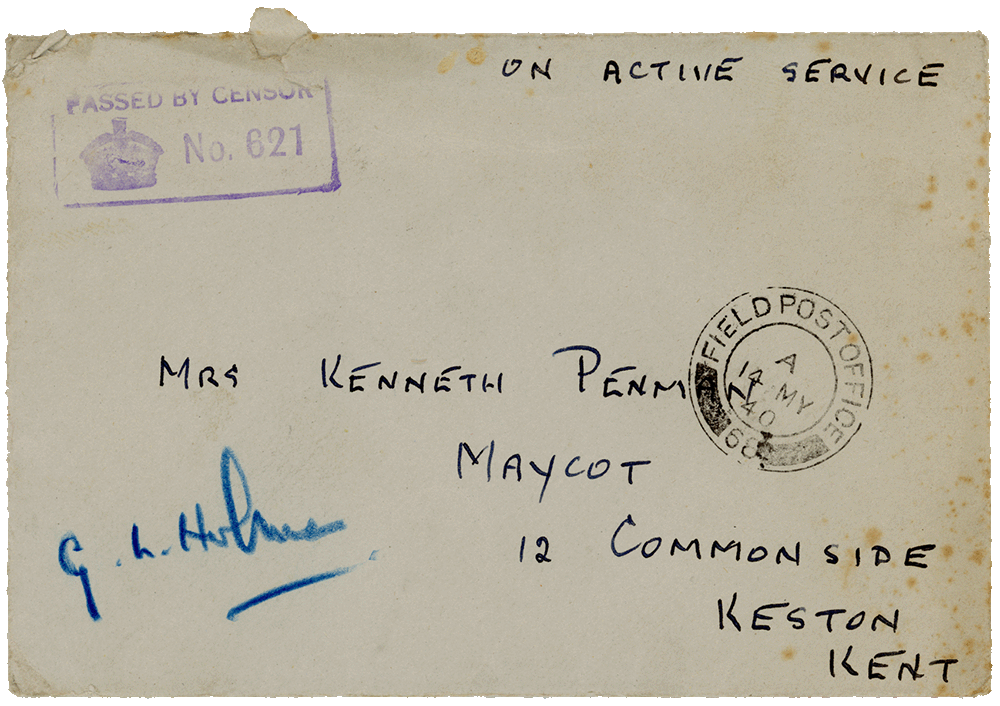 ON ACTIVE SERVICE
PASSED BY CENSOR
No. 621
FIELD POST OFFICE
A
14 MY
40
68
MRS KENNETH PENMAN
MAYCOT
12 COMMONSIDE
KESTON
KENT
G. L.